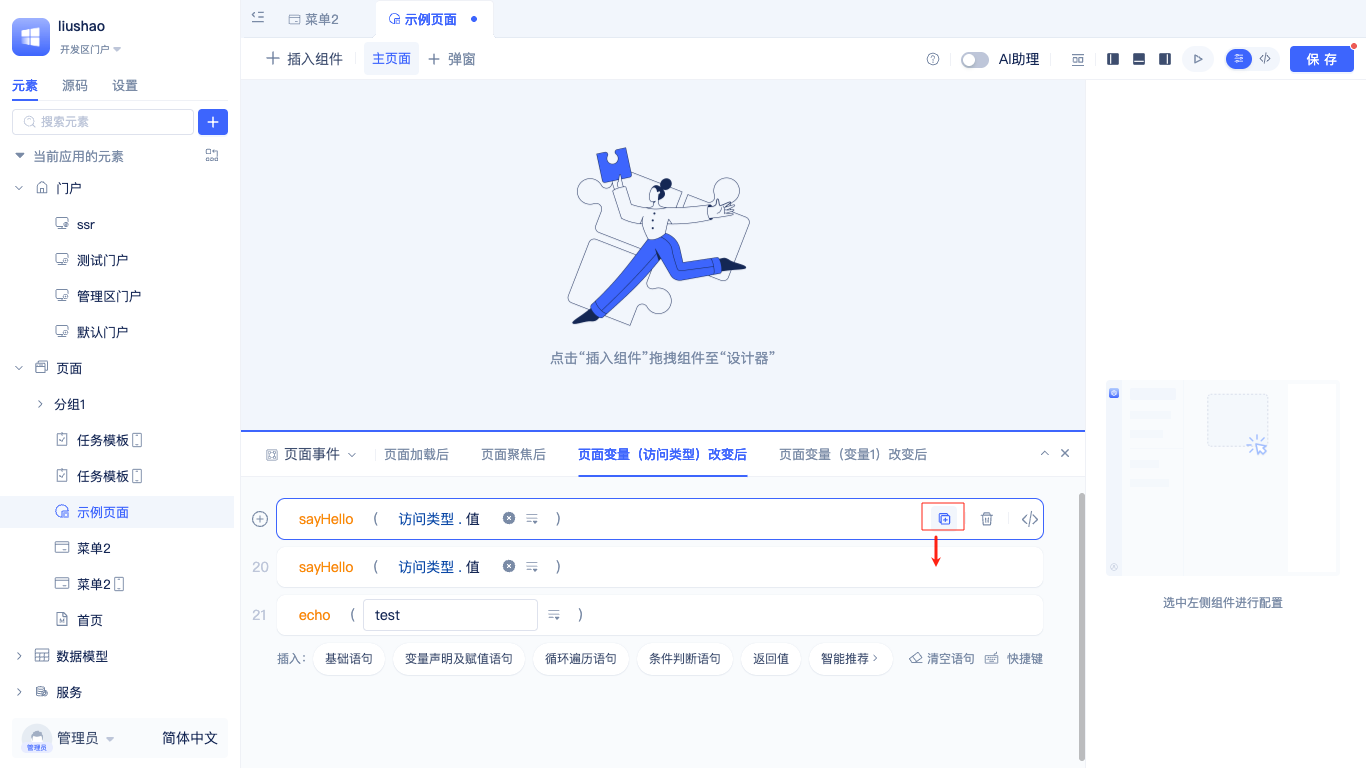 liushao
开发区门户
元素 源码 设置
搜索元素
当前应用的元素
门户
ssr
测试门户
管理区门户
默认门户
页面
分组1
任务模板
任务模板
示例页面
菜单2
菜单2
首页
数据模型
服务
管理员
管理员 简体中文
菜单2 示例页面
插入组件 主页面 弹窗
AI助理 保存
点击“插入组件”拖拽组件至“设计器”
页面事件 页面加载后 页面聚焦后 页面变量（访问类型）改变后 页面变量（变量1）改变后
sayHello ( 访问类型 . 值 )
20 sayHello ( 访问类型 . 值 )
21 echo ( test )
插入： 基础语句 变量声明及赋值语句 循环遍历语句 条件判断语句 返回值 智能推荐 清空语句 快捷键
选中左侧组件进行配置